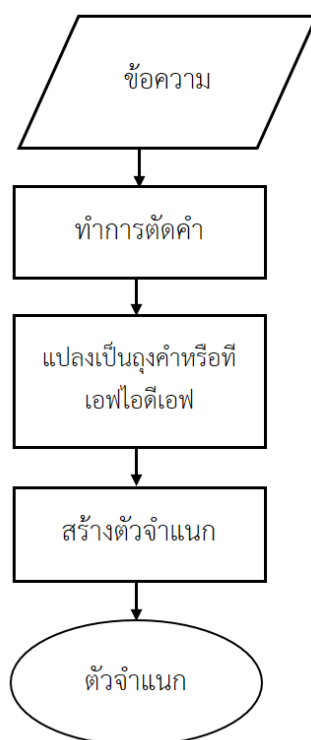 ข้อความ
ทำการตัดคำ
แปลงเป็นถุงคำหรือที
เอฟไอดีเอฟ
สร้างตัวจำแนก
ตัวจำแนก